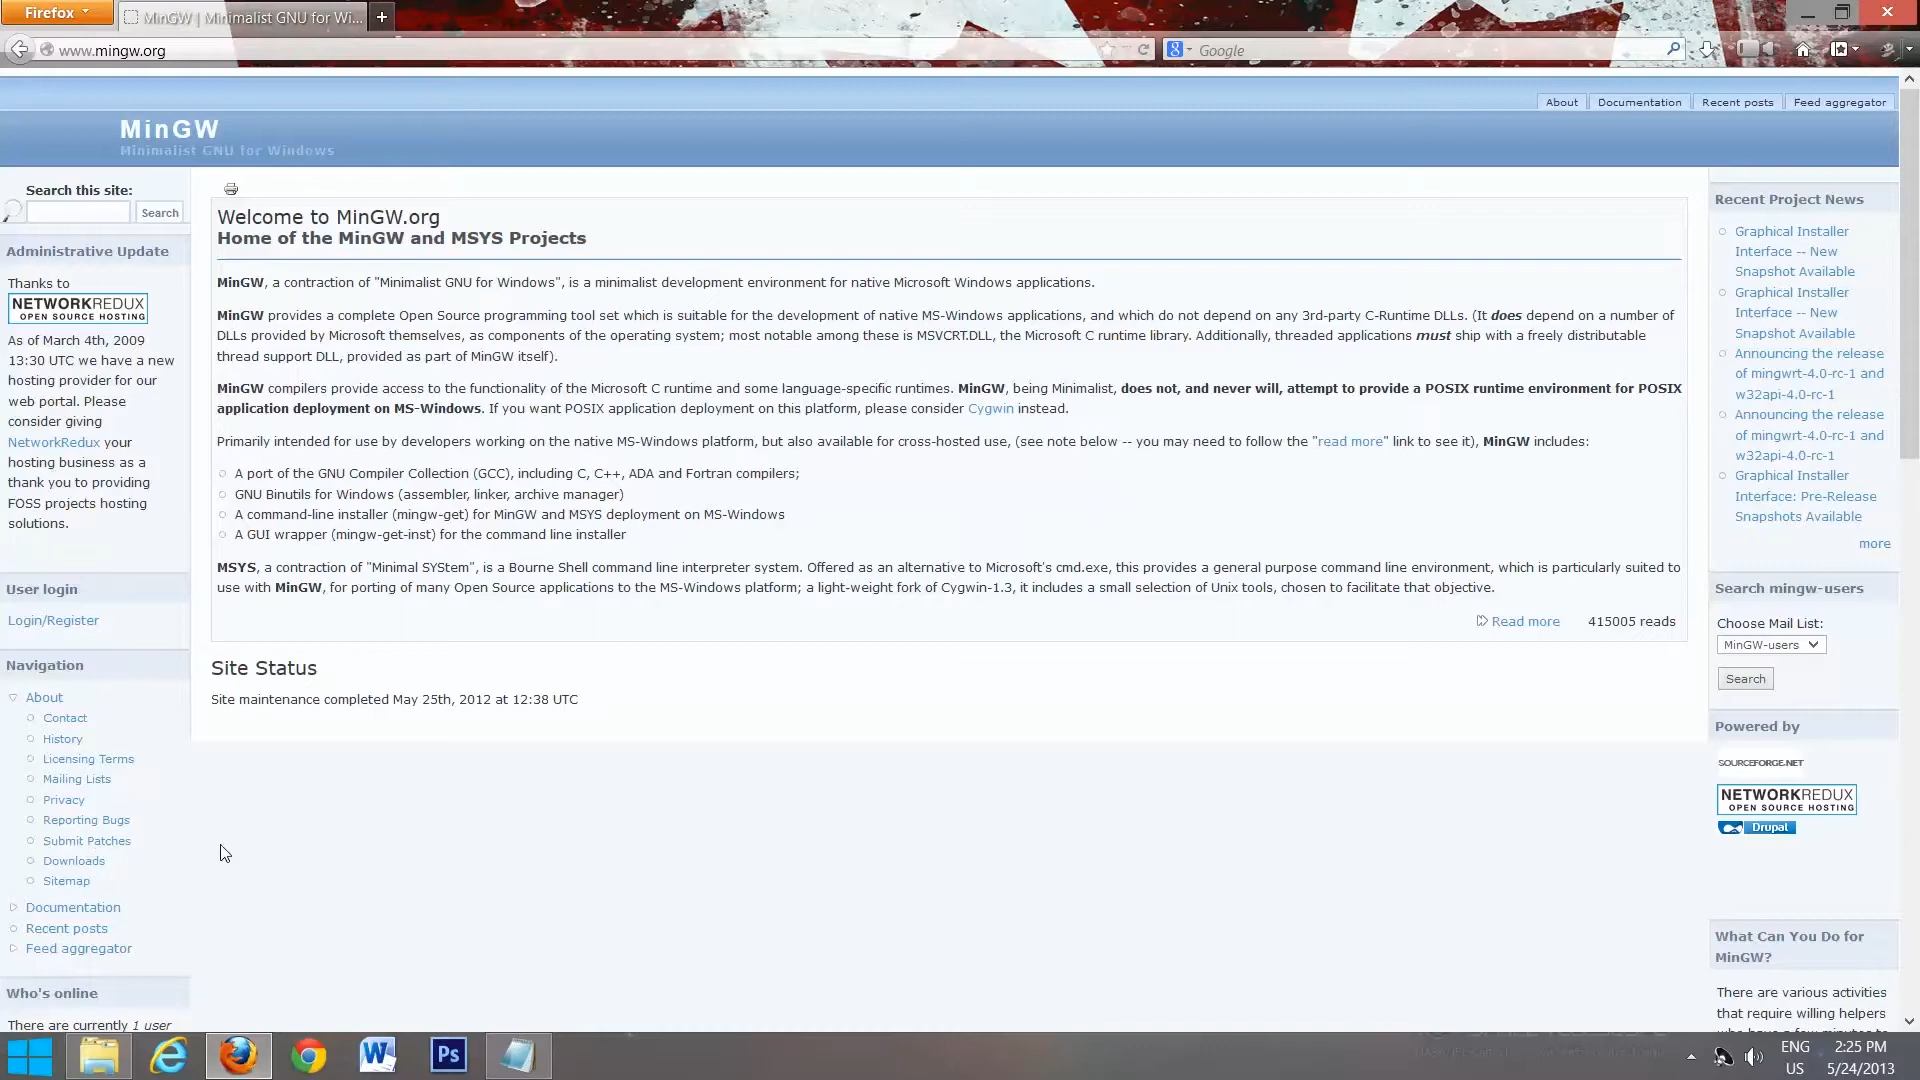 Firefox
MinGW | Minimalist GNU for Wi...
www.mingw.org
Google
About
Documentation
Recent posts
Feed aggregator
MinGW
Minimalist GNU for Windows
Search this site:
Search
Administrative Update
Thanks to
NETWORKREDUX
OPEN SOURCE HOSTING
As of March 4th, 2009
13:30 UTC we have a new
hosting provider for our
web portal. Please
consider giving
NetworkRedux your
hosting business as a
thank you to providing
FOSS projects hosting
solutions.
User login
Login/Register
Navigation
About
Contact
History
Licensing Terms
Mailing Lists
Privacy
Reporting Bugs
Submit Patches
Downloads
Sitemap
Documentation
Recent posts
Feed aggregator
Who's online
There are currently 1 user
Welcome to MinGW.org
Home of the MinGW and MSYS Projects
MinGW, a contraction of "Minimalist GNU for Windows", is a minimalist development environment for native Microsoft Windows applications.
MinGW provides a complete Open Source programming tool set which is suitable for the development of native MS-Windows applications, and which do not depend on any 3rd-party C-Runtime DLLs. (It does depend on a number of
DLLs provided by Microsoft themselves, as components of the operating system; most notable among these is MSVCRT.DLL, the Microsoft C runtime library. Additionally, threaded applications must ship with a freely distributable
thread support DLL, provided as part of MinGW itself).
MinGW compilers provide access to the functionality of the Microsoft C runtime and some language-specific runtimes. MinGW, being Minimalist, does not, and never will, attempt to provide a POSIX runtime environment for POSIX
application deployment on MS-Windows. If you want POSIX application deployment on this platform, please consider Cygwin instead.
Primarily intended for use by developers working on the native MS-Windows platform, but also available for cross-hosted use, (see note below -- you may need to follow the "read more" link to see it), MinGW includes:
A port of the GNU Compiler Collection (GCC), including C, C++, ADA and Fortran compilers;
GNU Binutils for Windows (assembler, linker, archive manager)
A command-line installer (mingw-get) for MinGW and MSYS deployment on MS-Windows
A GUI wrapper (mingw-get-inst) for the command line installer
MSYS, a contraction of "Minimal SYStem", is a Bourne Shell command line interpreter system. Offered as an alternative to Microsoft's cmd.exe, this provides a general purpose command line environment, which is particularly suited to
use with MinGW, for porting of many Open Source applications to the MS-Windows platform; a light-weight fork of Cygwin-1.3, it includes a small selection of Unix tools, chosen to facilitate that objective.
Read more
415005 reads
Site Status
Site maintenance completed May 25th, 2012 at 12:38 UTC
Recent Project News
Graphical Installer
Interface -- New
Snapshot Available
Graphical Installer
Interface -- New
Snapshot Available
Announcing the release
of mingwrt-4.0-rc-1 and
w32api-4.0-rc-1
Announcing the release
of mingwrt-4.0-rc-1 and
w32api-4.0-rc-1
Graphical Installer
Interface: Pre-Release
Snapshots Available
more
Search mingw-users
Choose Mail List:
MinGW-users
Search
Powered by
SOURCEFORGE.NET
NETWORKREDUX
OPEN SOURCE HOSTING
Drupal
What Can You Do for
MinGW?
There are various activities
that require willing helpers
Ps
ENG
US
2:25 PM
5/24/2013